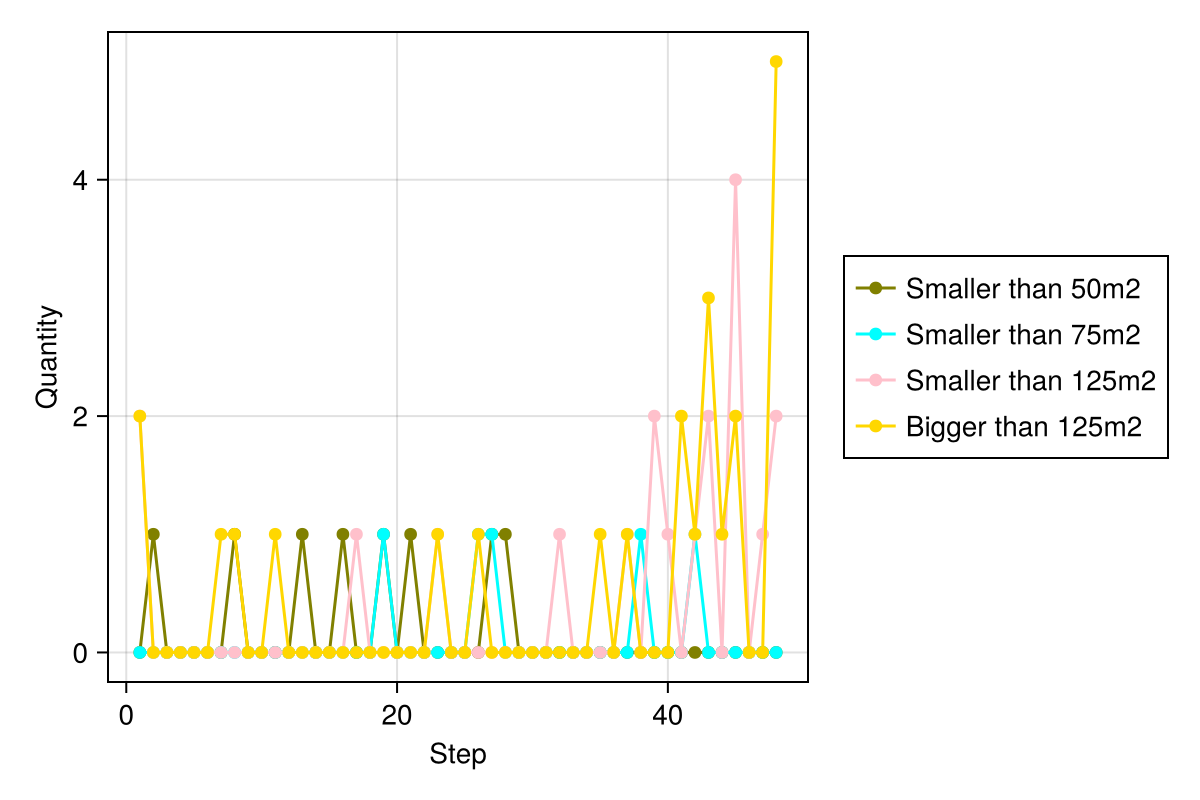 Quantity
4
2
0
0
20
40
Step
Smaller than 50m2
Smaller than 75m2
Smaller than 125m2
Bigger than 125m2